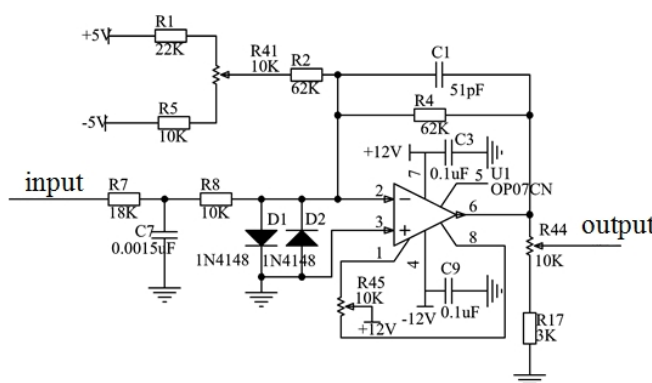 +5V
R1
22K
R41
10K
R2
62K
C1
51pF
-5V
R5
10K
R4
62K
+12V
7
C3
0.1uF
5
U1
OP07CN
input
R7
18K
R8
10K
2
3
6
C7
0.0015uF
D1
D2
1N4148
1N4148
1
4
8
R44
10K
output
R45
10K
+12V
-12V
C9
0.1uF
R17
3K